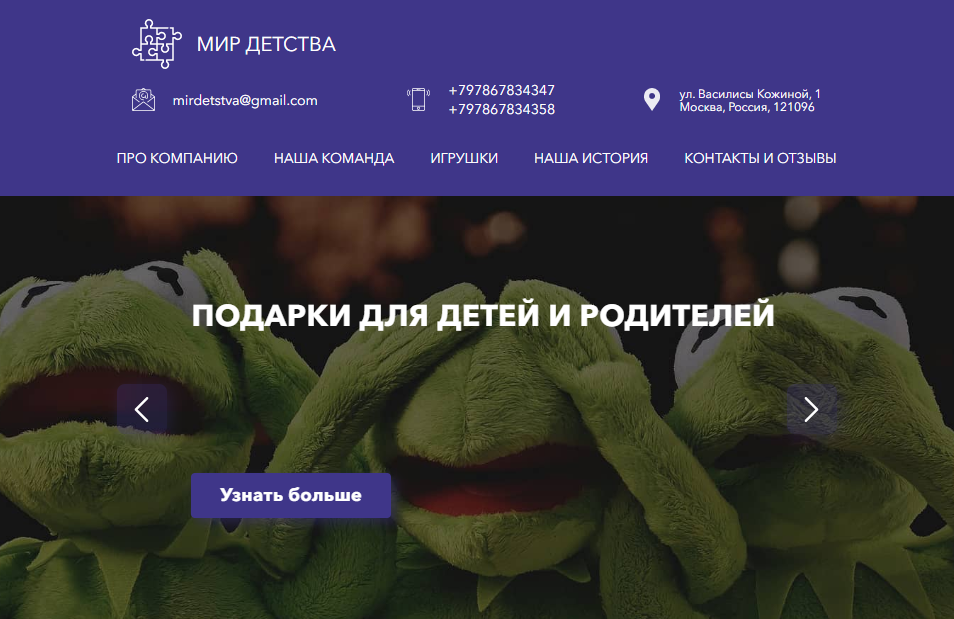 МИР ДЕТСТВА
mirdetstva@gmail.com
+797867834347
+797867834358
ул. Василисы Кожиной, 1
Москва, Россия, 121096
ПРО КОМПАНИЮ НАША КОМАНДА ИГРУШКИ НАША ИСТОРИЯ КОНТАКТЫ И ОТЗЫВЫ
ПОДАРКИ ДЛЯ ДЕТЕЙ И РОДИТЕЛЕЙ
Узнать больше